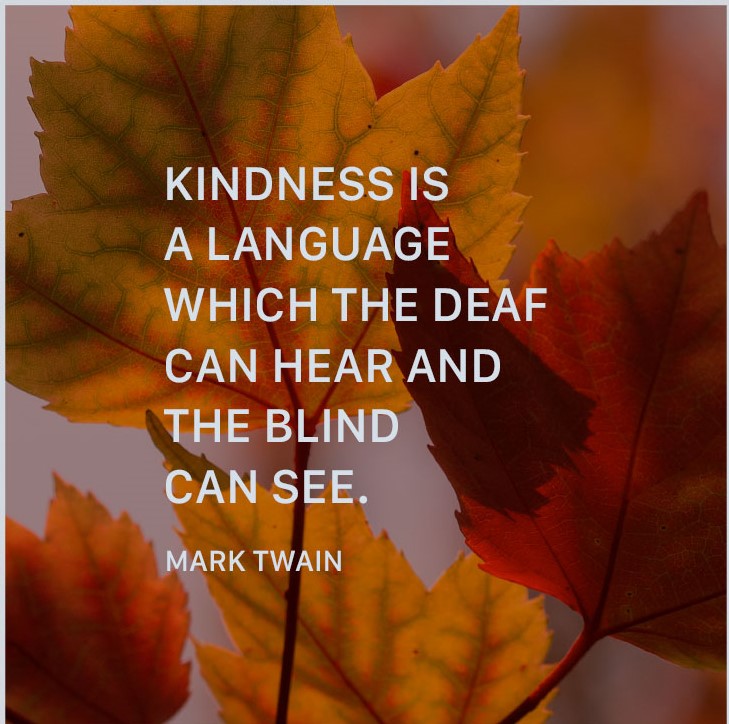 KINDNESS IS
A LANGUAGE
WHICH THE DEAF
CAN HEAR AND
THE BLIND
CAN SEE.
MARK TWAIN